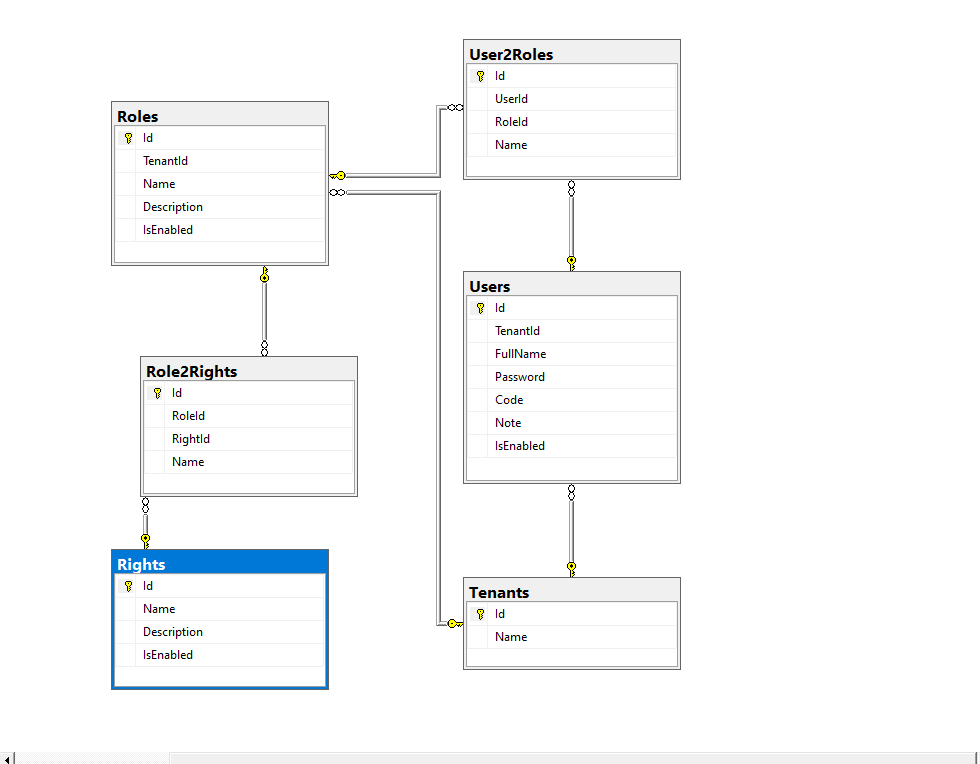 User2Roles
Id
UserId
RoleId
Name
Roles
Id
TenantId
Name
Description
IsEnabled
Users
Id
TenantId
FullName
Password
Code
Note
IsEnabled
Role2Rights
Id
RoleId
RightId
Name
Rights
Id
Name
Description
IsEnabled
Tenants
Id
Name